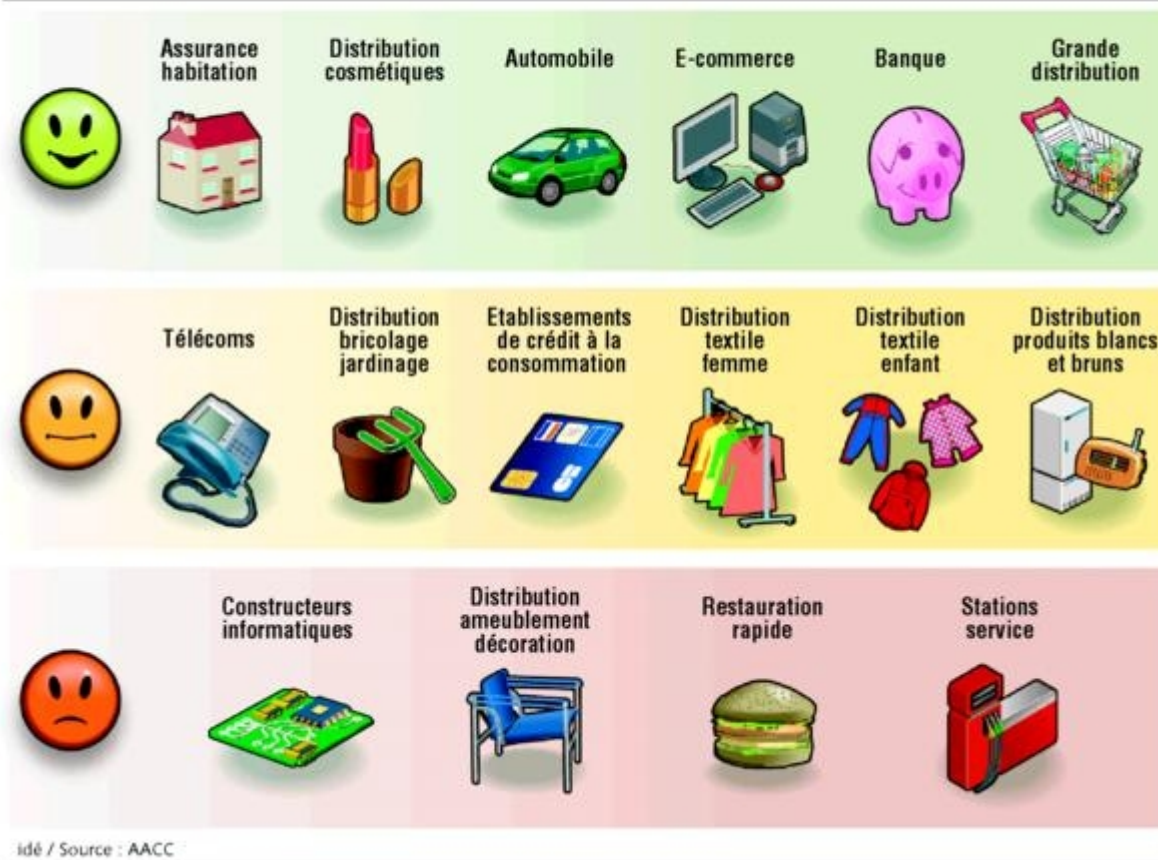 Assurance
habitation
Distribution
cosmétiques
Automobile
E-commerce
Banque
Grande
distribution
Télécoms
Distribution
bricolage
jardinage
Etablissements
de crédit à la
consommation
Distribution
textile
femme
Distribution
textile
enfant
Distribution
produits blancs
et bruns
Constructeurs
informatiques
Distribution
ameublement
décoration
Restauration
rapide
Stations
service
idé / Source : AACC